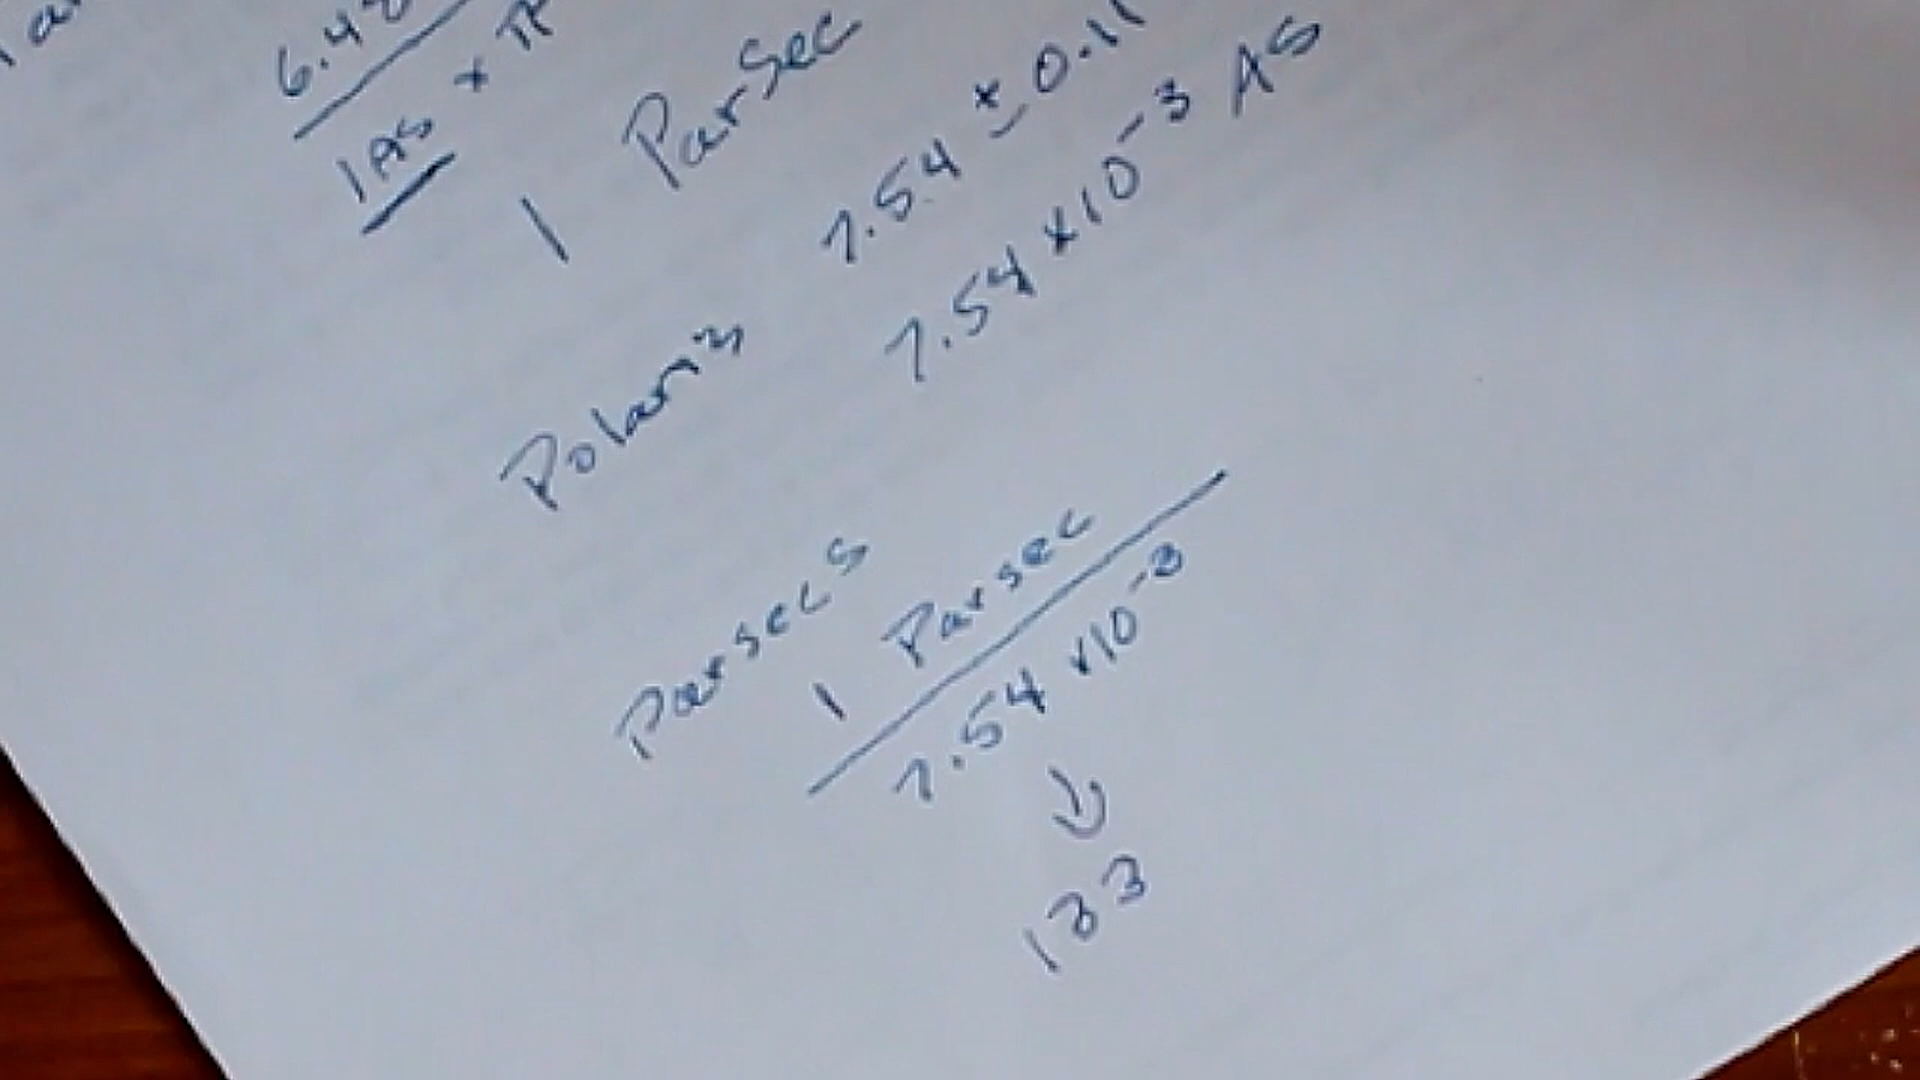 6.48
1AS × π
1 Parsec
Polaris 7.54 ± 0.11
7.54 × 10⁻³ AS
Parsecs
1 Parsec
7.54 × 10⁻³
133